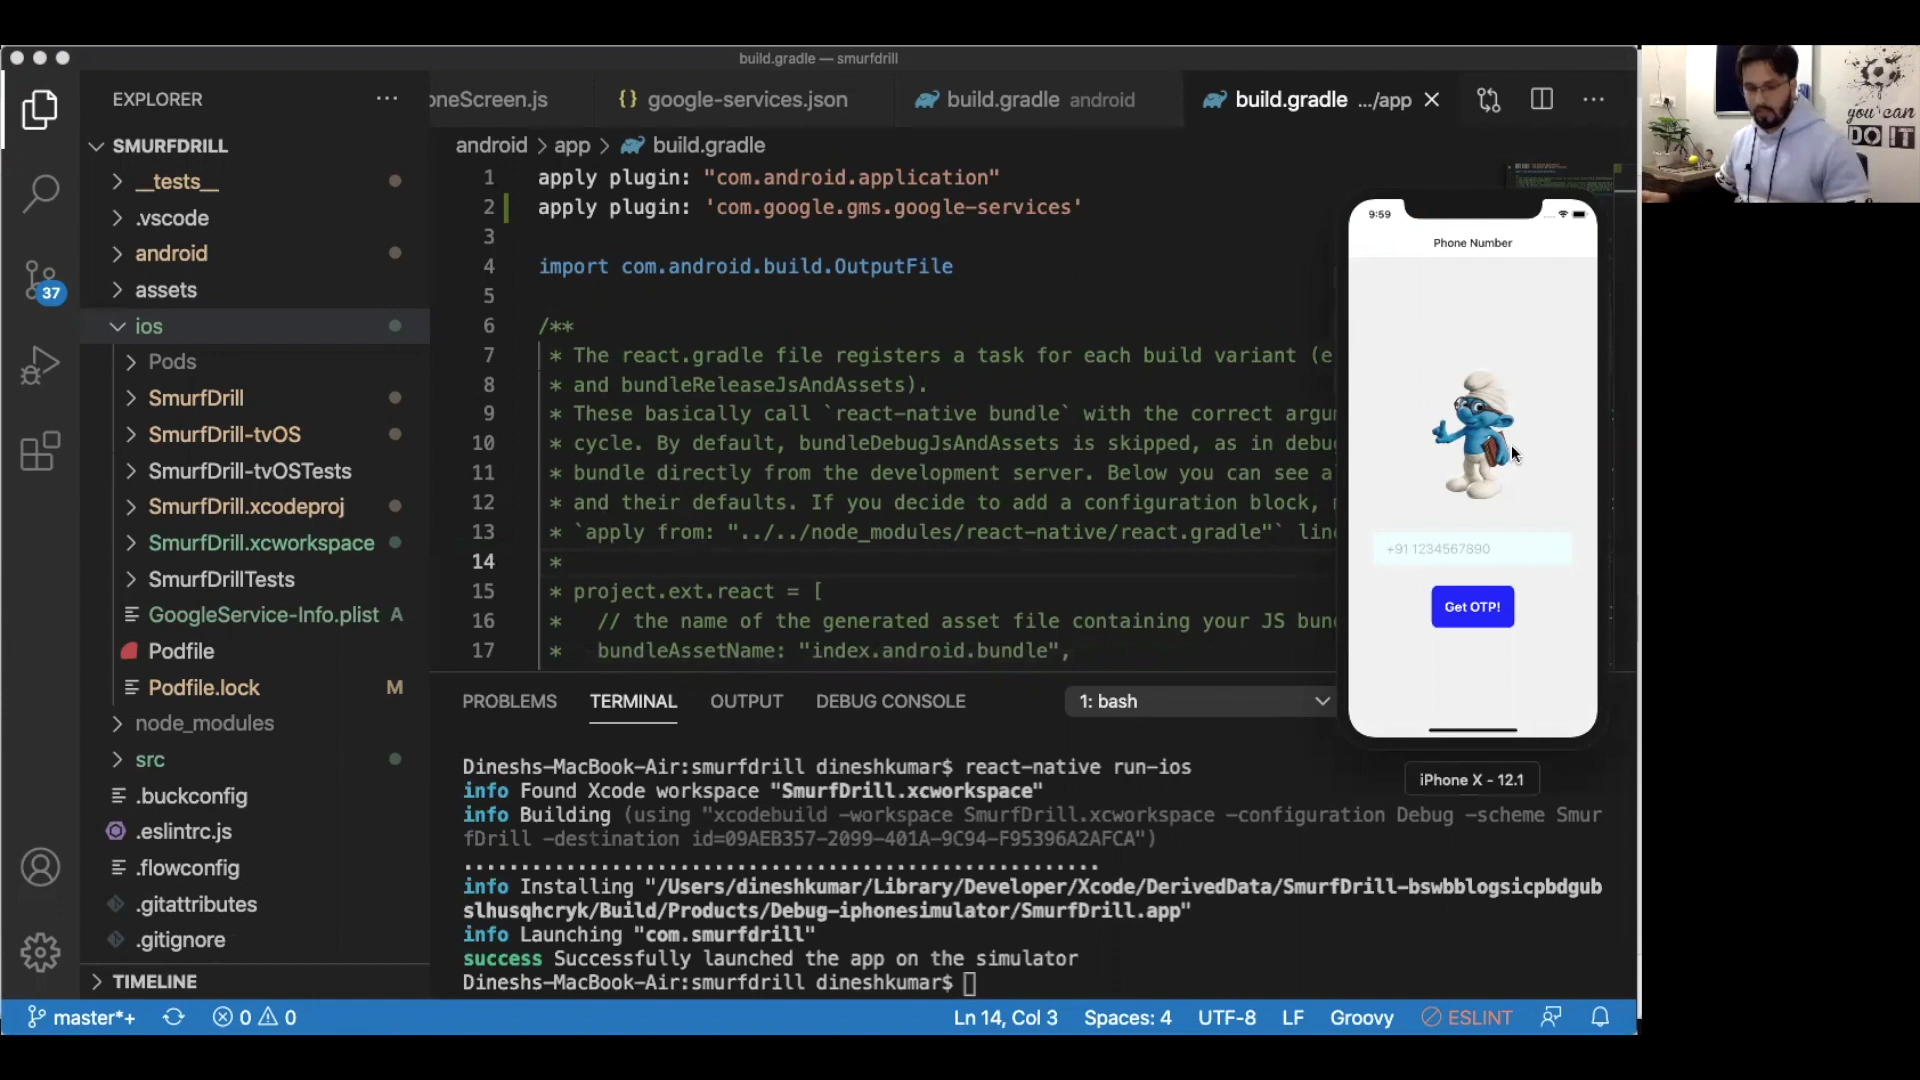 build.gradle — smurfdrill
EXPLORER
oneScreen.js
{} google-services.json
build.gradle android
build.gradle .../app
SMURFDRILL
__tests__
.vscode
android
assets
ios
Pods
SmurfDrill
SmurfDrill-tvOS
SmurfDrill-tvOSTests
SmurfDrill.xcodeproj
SmurfDrill.xcworkspace
SmurfDrillTests
GoogleService-Info.plist A
Podfile
Podfile.lock M
node_modules
src
.buckconfig
.eslintrc.js
.flowconfig
.gitattributes
.gitignore
TIMELINE
37
android > app > build.gradle
1 apply plugin: "com.android.application"
2 apply plugin: 'com.google.gms.google-services'
3
4 import com.android.build.OutputFile
5
6 /**
7 * The react.gradle file registers a task for each build variant (e
8 * and bundleReleaseJsAndAssets).
9 * These basically call `react-native bundle` with the correct argum
10 * cycle. By default, bundleDebugJsAndAssets is skipped, as in debu
11 * bundle directly from the development server. Below you can see a
12 * and their defaults. If you decide to add a configuration block, m
13 * `apply from: "../../node_modules/react-native/react.gradle"` line
14 *
15 * project.ext.react = [
16 *   // the name of the generated asset file containing your JS bund
17 *   bundleAssetName: "index.android.bundle",
PROBLEMS TERMINAL OUTPUT DEBUG CONSOLE 1: bash
Dineshs-MacBook-Air:smurfdrill dineshkumar$ react-native run-ios
info Found Xcode workspace "SmurfDrill.xcworkspace"
info Building (using "xcodebuild -workspace SmurfDrill.xcworkspace -configuration Debug -scheme Smur
fDrill -destination id=09AEB357-2099-401A-9C94-F95396A2AFCA")
......................................................
info Installing "/Users/dineshkumar/Library/Developer/Xcode/DerivedData/SmurfDrill-bswbblogsicpbdgub
slhusqhcryk/Build/Products/Debug-iphonesimulator/SmurfDrill.app"
info Launching "com.smurfdrill"
success Successfully launched the app on the simulator
Dineshs-MacBook-Air:smurfdrill dineshkumar$
9:59
Phone Number
+91 1234567890
Get OTP!
iPhone X - 12.1
master*+ 0 0 Ln 14, Col 3 Spaces: 4 UTF-8 LF Groovy ESLINT
you can
DO IT